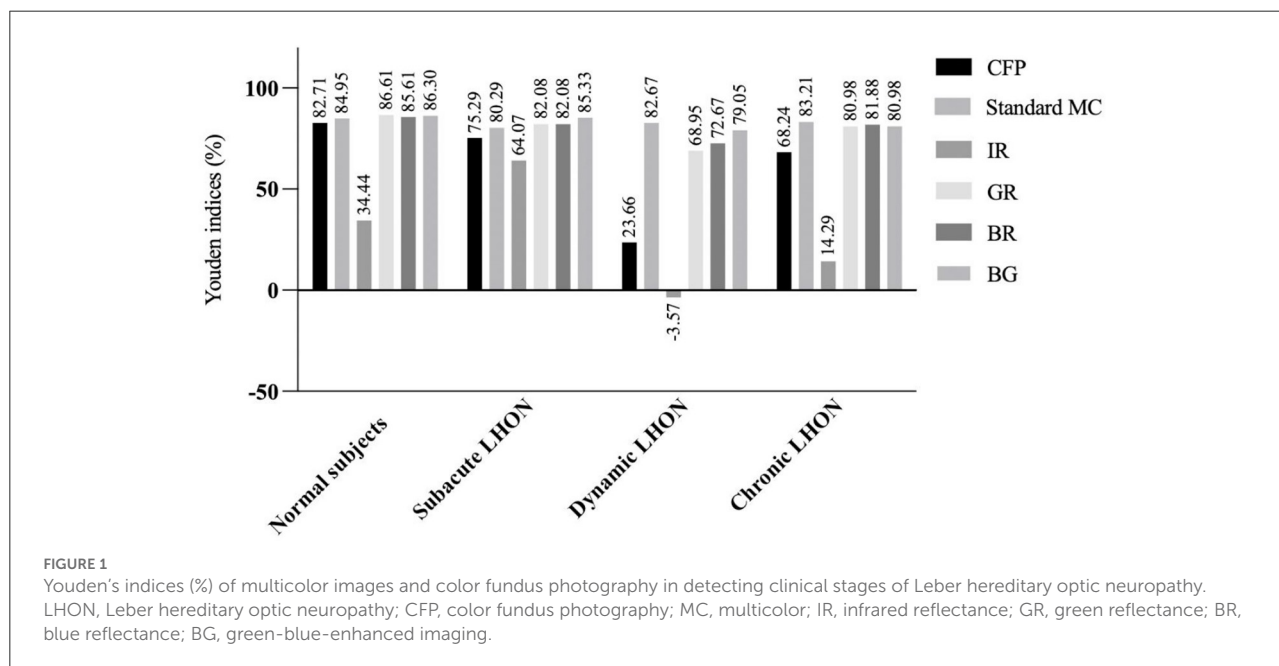 Youden indices (%)
100
50
0
-50
82.71
84.95
34.44
86.61
85.61
86.30
75.29
80.29
64.07
82.08
82.08
85.33
23.66
82.67
-3.57
68.95
72.67
79.05
68.24
83.21
14.29
80.98
81.88
80.98
Normal subjects
Subacute LHON
Dynamic LHON
Chronic LHON
CFP
Standard MC
IR
GR
BR
BG
FIGURE 1
Youden's indices (%) of multicolor images and color fundus photography in detecting clinical stages of Leber hereditary optic neuropathy.
LHON, Leber hereditary optic neuropathy; CFP, color fundus photography; MC, multicolor; IR, infrared reflectance; GR, green reflectance; BR,
blue reflectance; BG, green-blue-enhanced imaging.